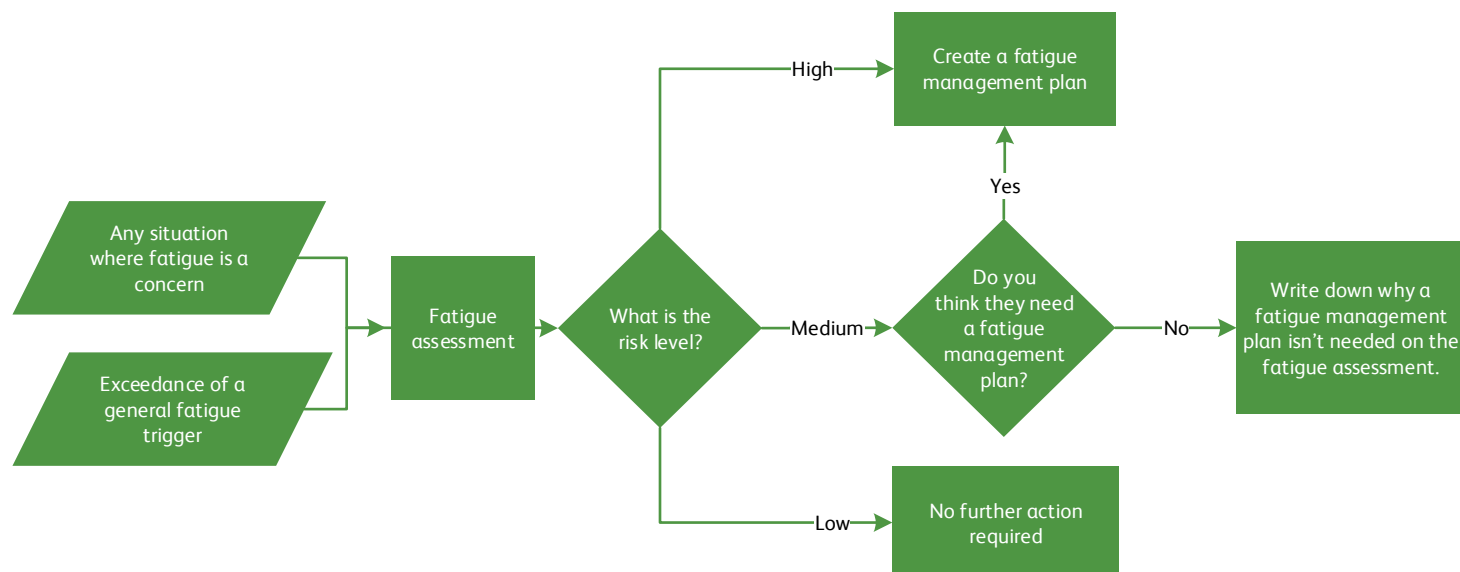 Any situation
where fatigue is a
concern
Exceedance of a
general fatigue
trigger
Fatigue
assessment
What is the
risk level?
High
Create a fatigue
management plan
Yes
Medium
Do you
think they need
a fatigue
management
plan?
No
Write down why a
fatigue management
plan isn’t needed on the
fatigue assessment.
Low
No further action
required